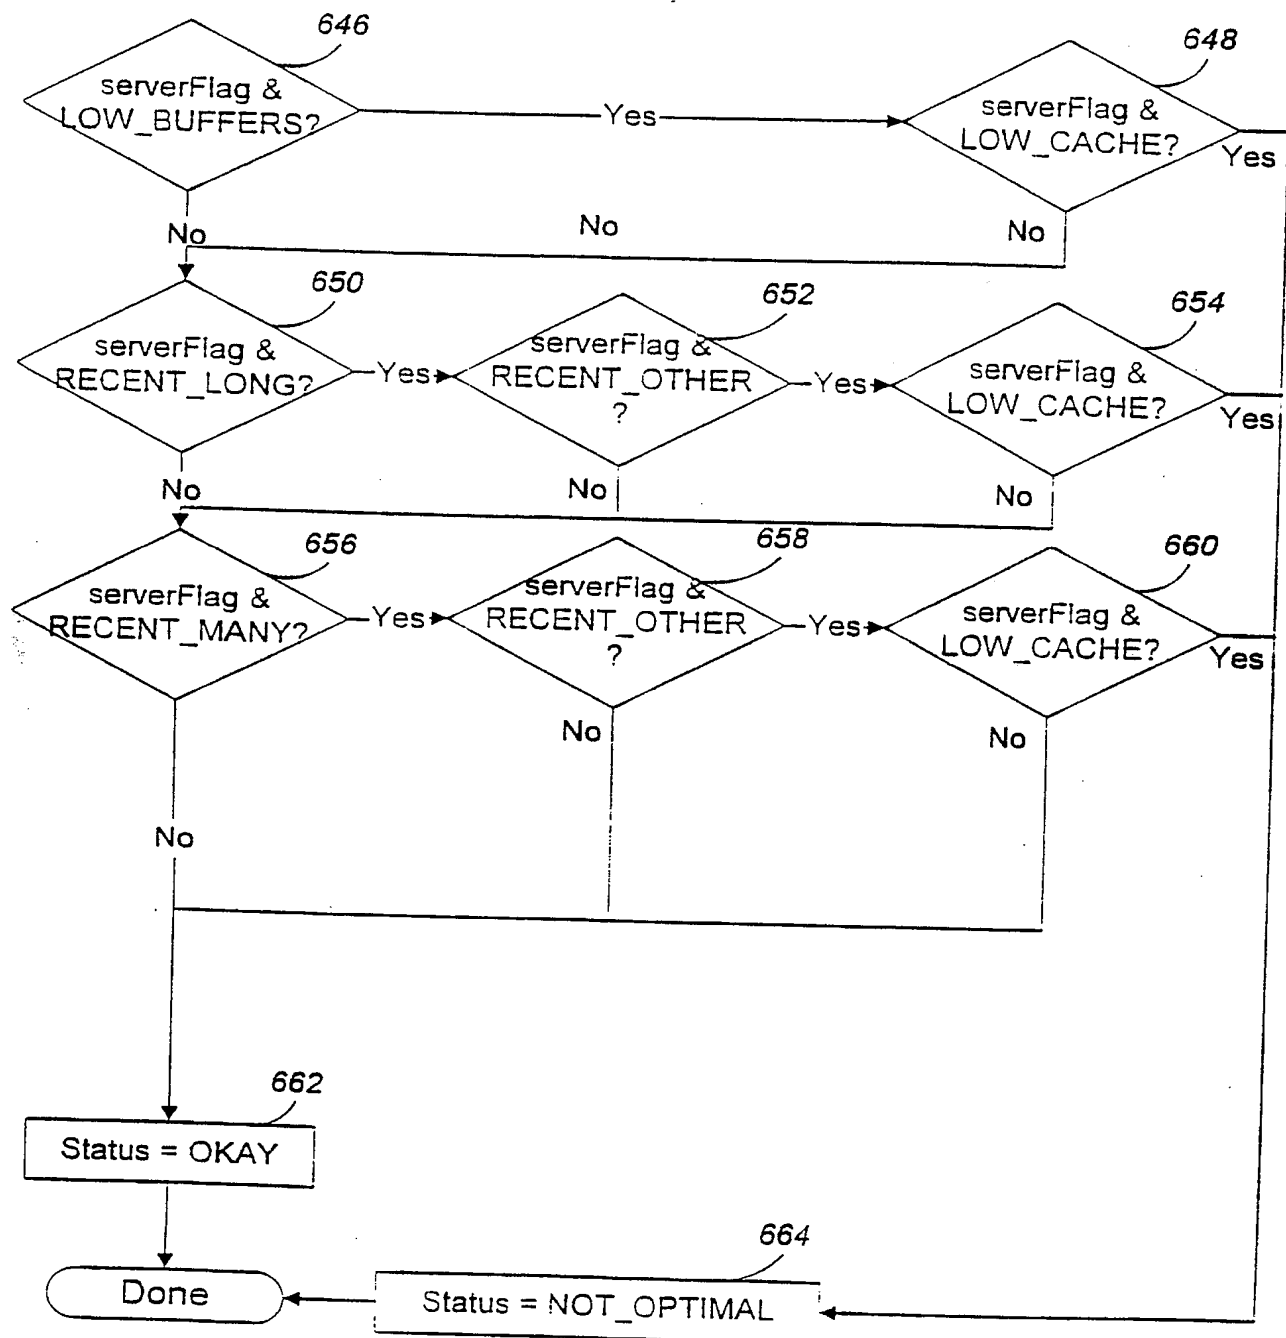 646
serverFlag &
LOW_BUFFERS?
Yes
648
serverFlag &
LOW_CACHE?
Yes
No
No
No
650
serverFlag &
RECENT_LONG?
Yes
652
serverFlag &
RECENT_OTHER
?
Yes
654
serverFlag &
LOW_CACHE?
Yes
No
No
No
656
serverFlag &
RECENT_MANY?
Yes
658
serverFlag &
RECENT_OTHER
?
Yes
660
serverFlag &
LOW_CACHE?
Yes
No
No
No
662
Status = OKAY
664
Done
Status = NOT_OPTIMAL